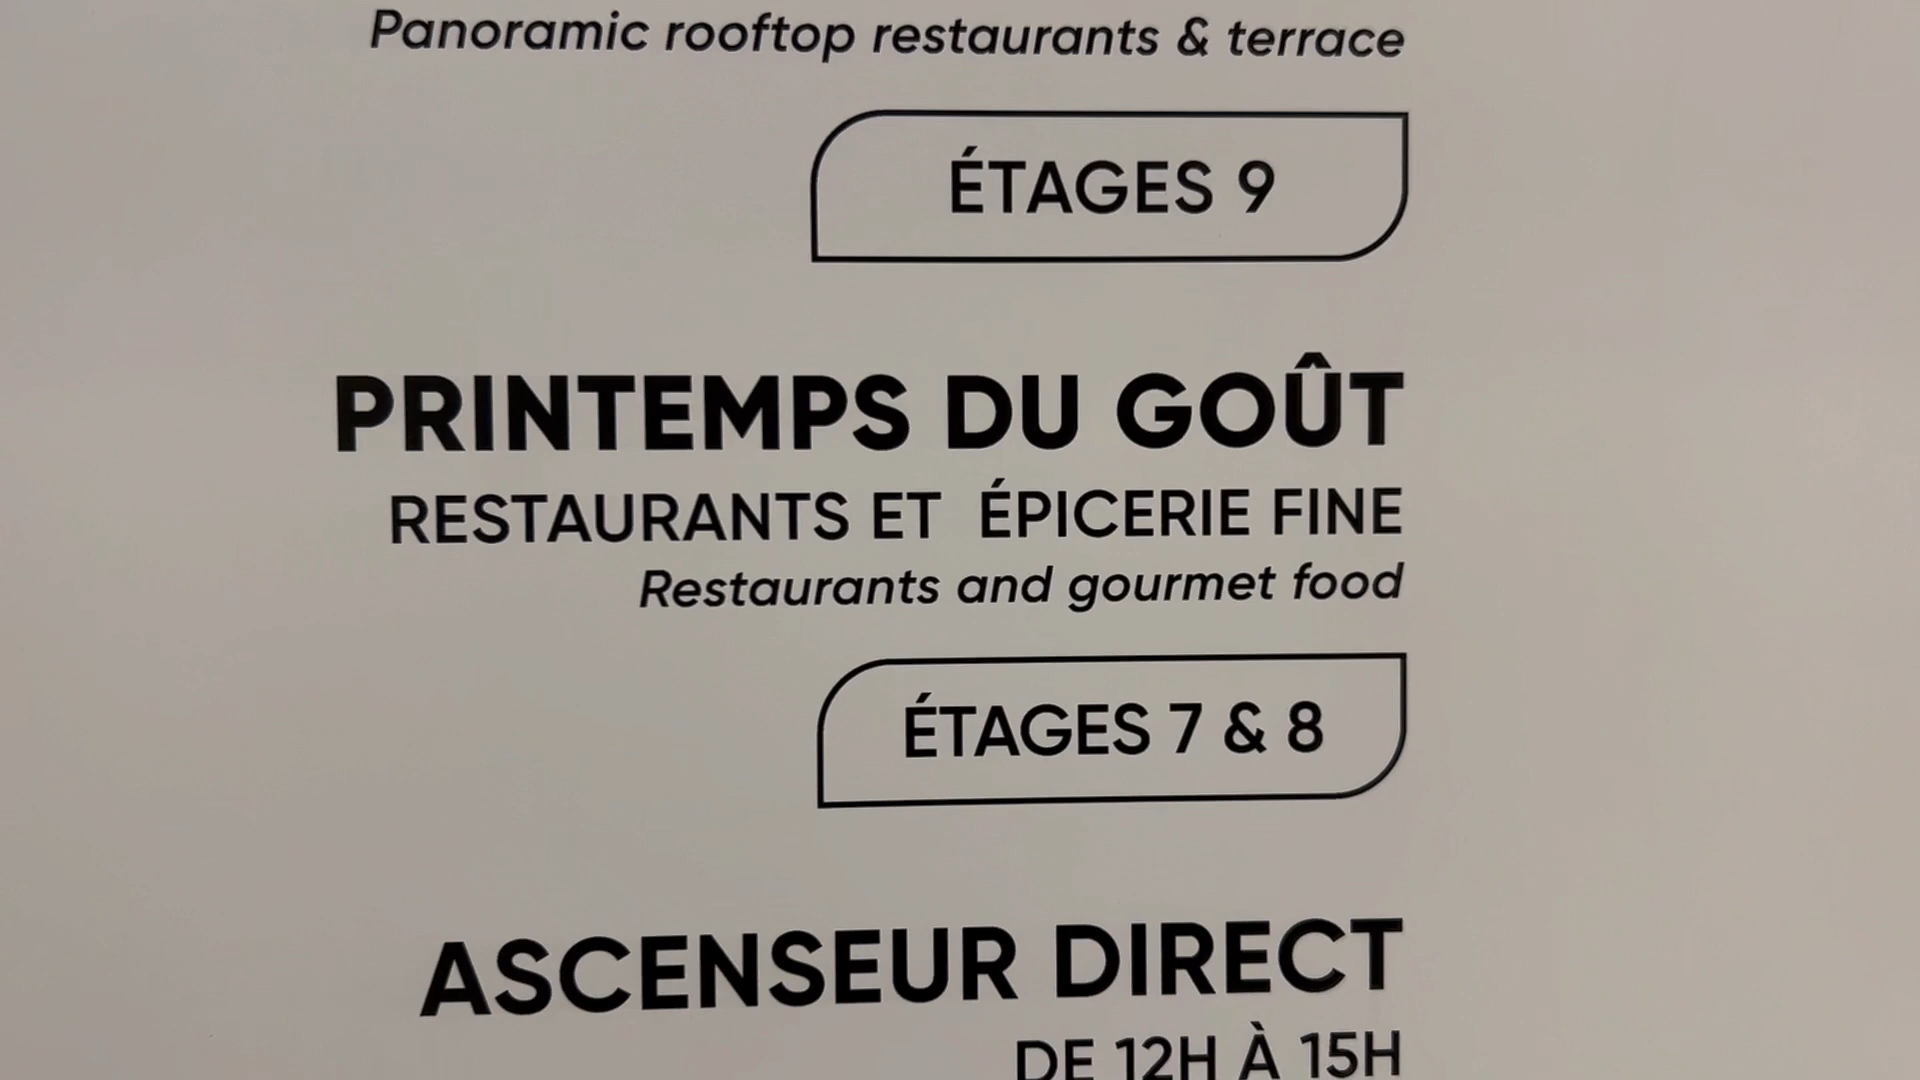 Panoramic rooftop restaurants & terrace
ÉTAGES 9
PRINTEMPS DU GOÛT
RESTAURANTS ET ÉPICERIE FINE
Restaurants and gourmet food
ÉTAGES 7 & 8
ASCENSEUR DIRECT
DE 12H À 15H